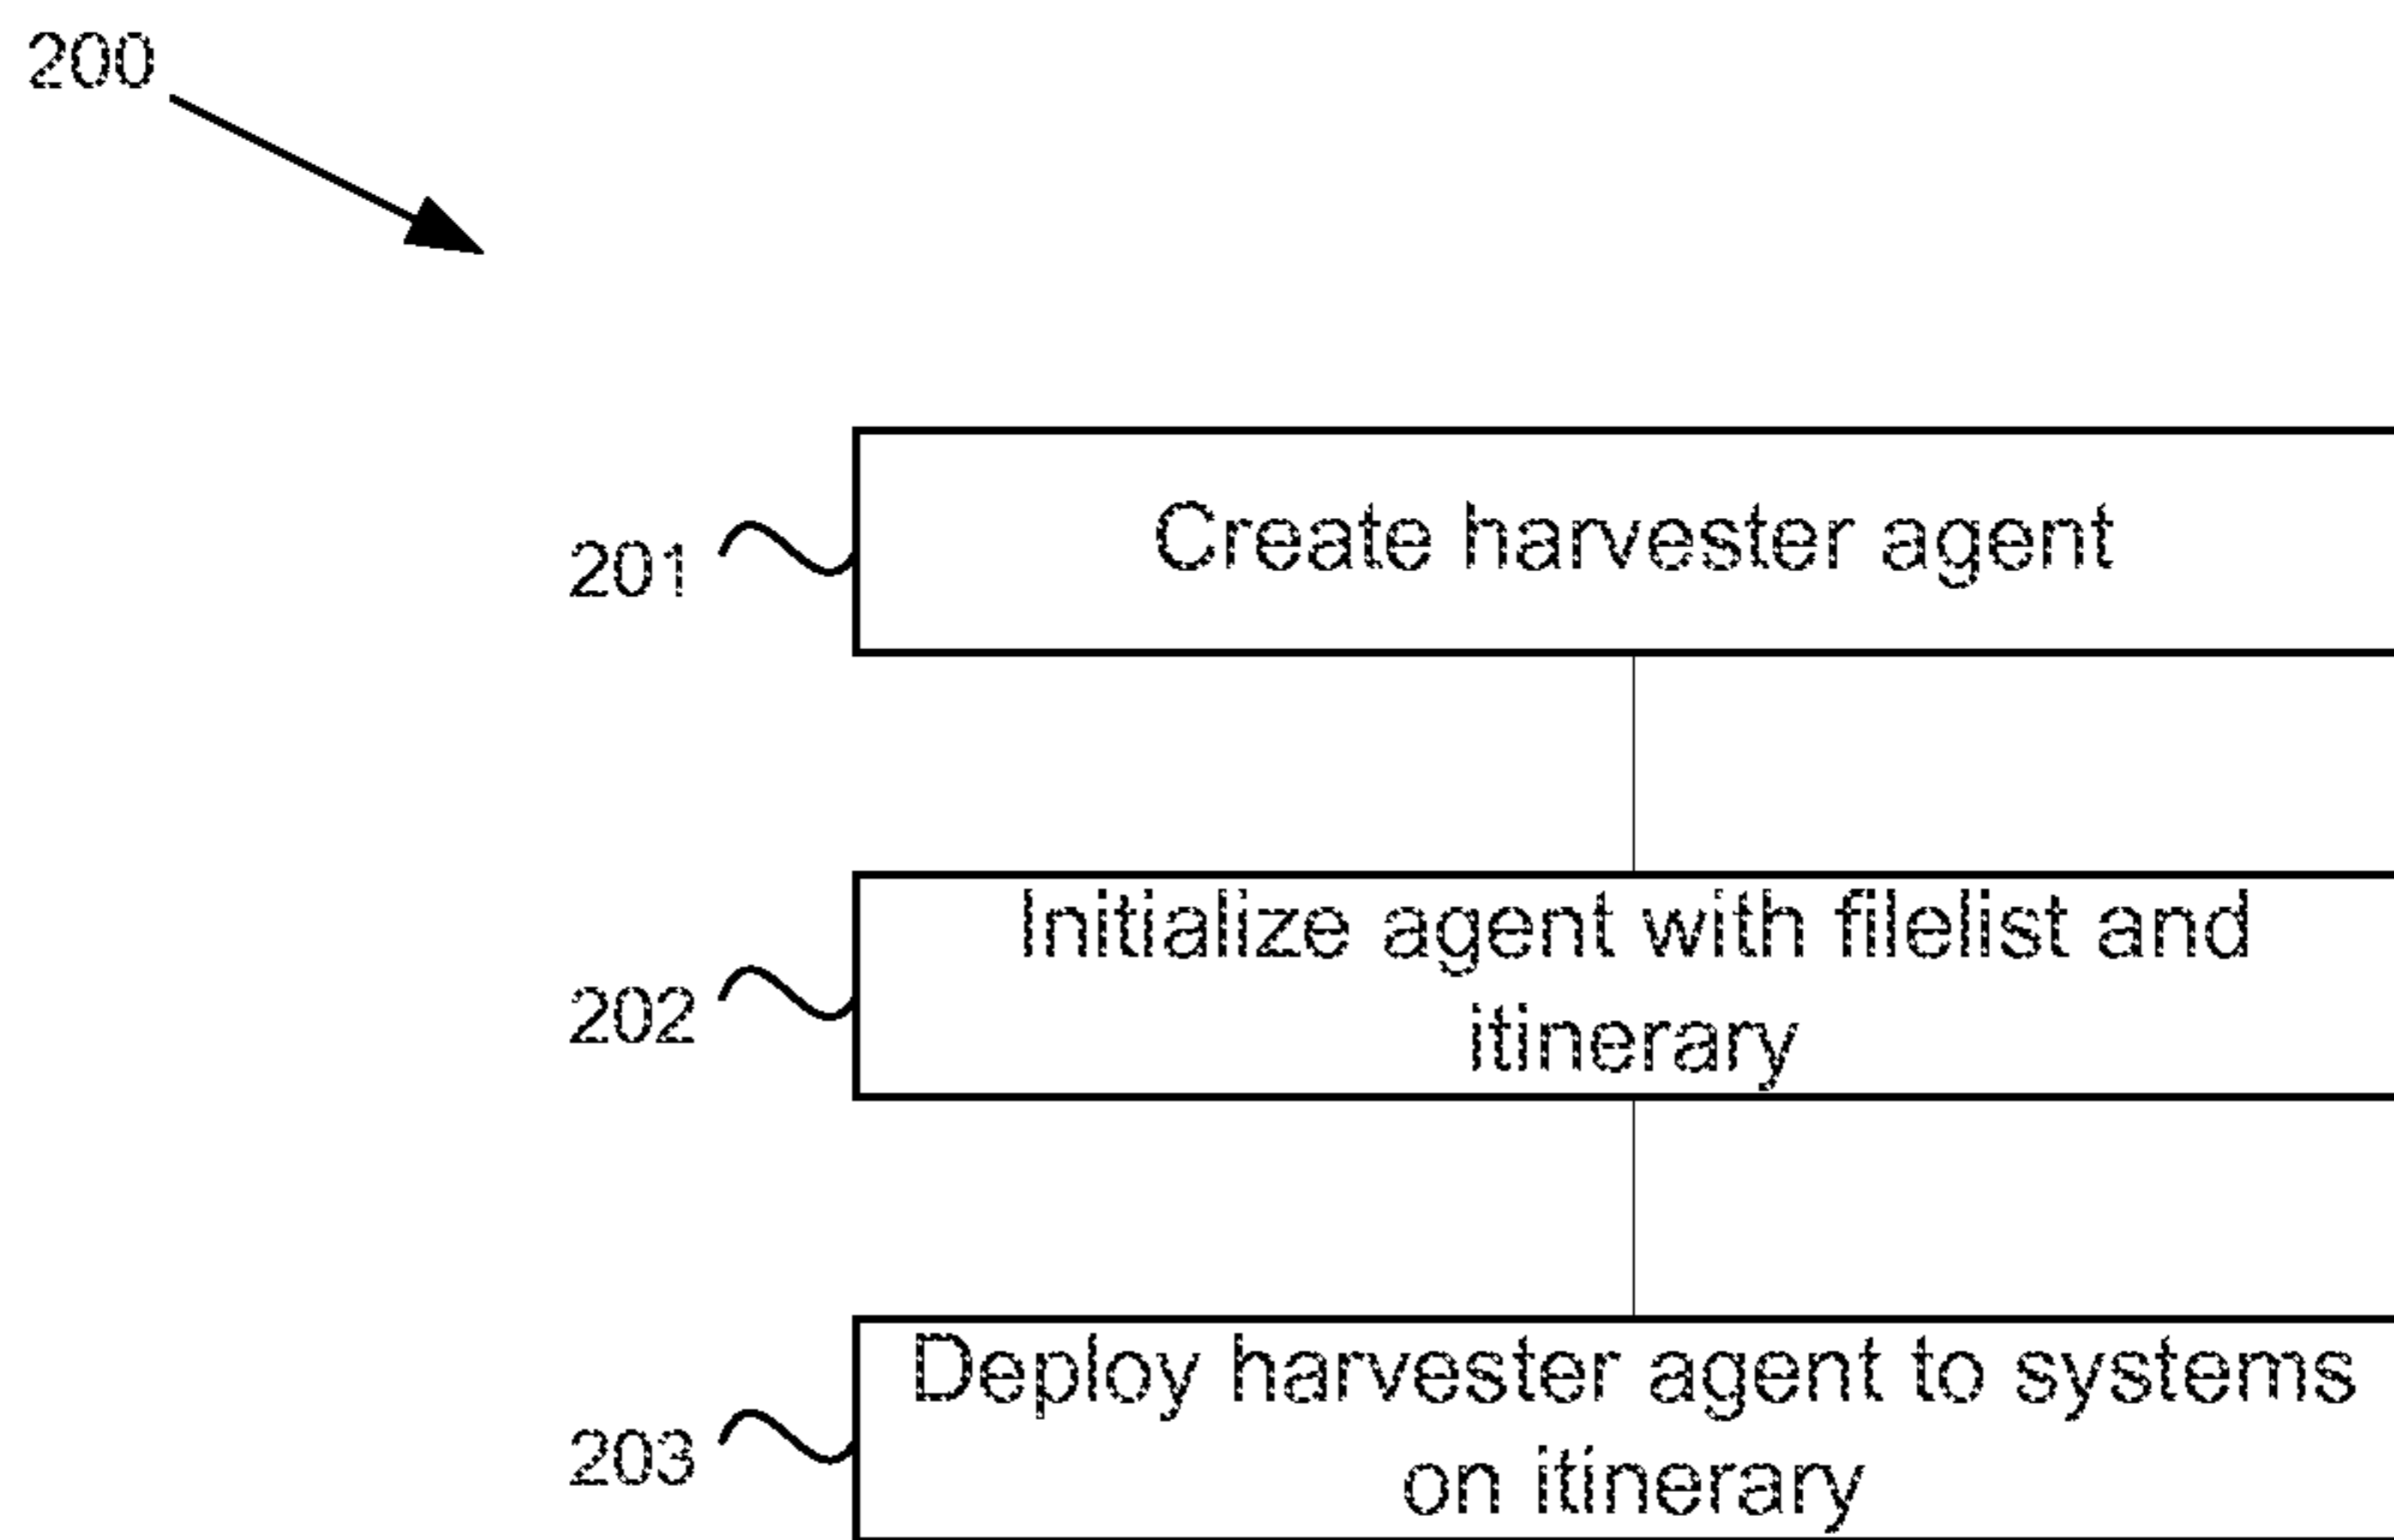 200
201
Create harvester agent
202
Initialize agent with filelist and
itinerary
203
Deploy harvester agent to systems
on itinerary